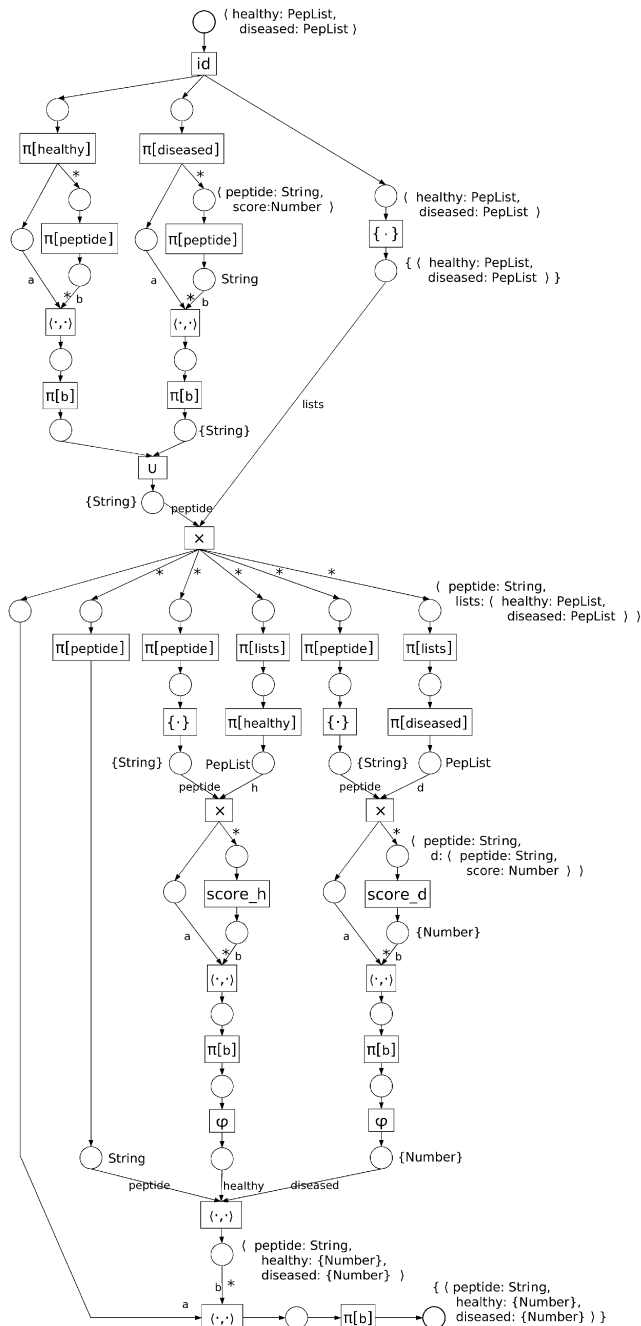 ⟨ healthy: PepList,
diseased: PepList ⟩
id
π[healthy]
π[diseased]
*
*
⟨ peptide: String,
score:Number ⟩
⟨ healthy: PepList,
diseased: PepList ⟩
π[peptide]
π[peptide]
{·}
{ ⟨ healthy: PepList,
diseased: PepList ⟩ }
a
* b
a
* b
String
⟨·,·⟩
⟨·,·⟩
π[b]
π[b]
lists
{String}
∪
{String}
peptide
×
*
*
*
*
*
⟨ peptide: String,
lists: ⟨ healthy: PepList,
diseased: PepList ⟩ ⟩
π[peptide]
π[peptide]
π[lists]
π[peptide]
π[lists]
{·}
π[healthy]
{·}
π[diseased]
{String}
PepList
{String}
PepList
peptide
h
peptide
d
×
×
*
*
⟨ peptide: String,
d: ⟨ peptide: String,
score: Number ⟩ ⟩
score_h
score_d
a
* b
a
* b
{Number}
⟨·,·⟩
⟨·,·⟩
π[b]
π[b]
φ
φ
String
{Number}
peptide
healthy
diseased
⟨·,·⟩
⟨ peptide: String,
healthy: {Number},
diseased: {Number} ⟩
b *
a
⟨·,·⟩
π[b]
{ ⟨ peptide: String,
healthy: {Number},
diseased: {Number} ⟩ }